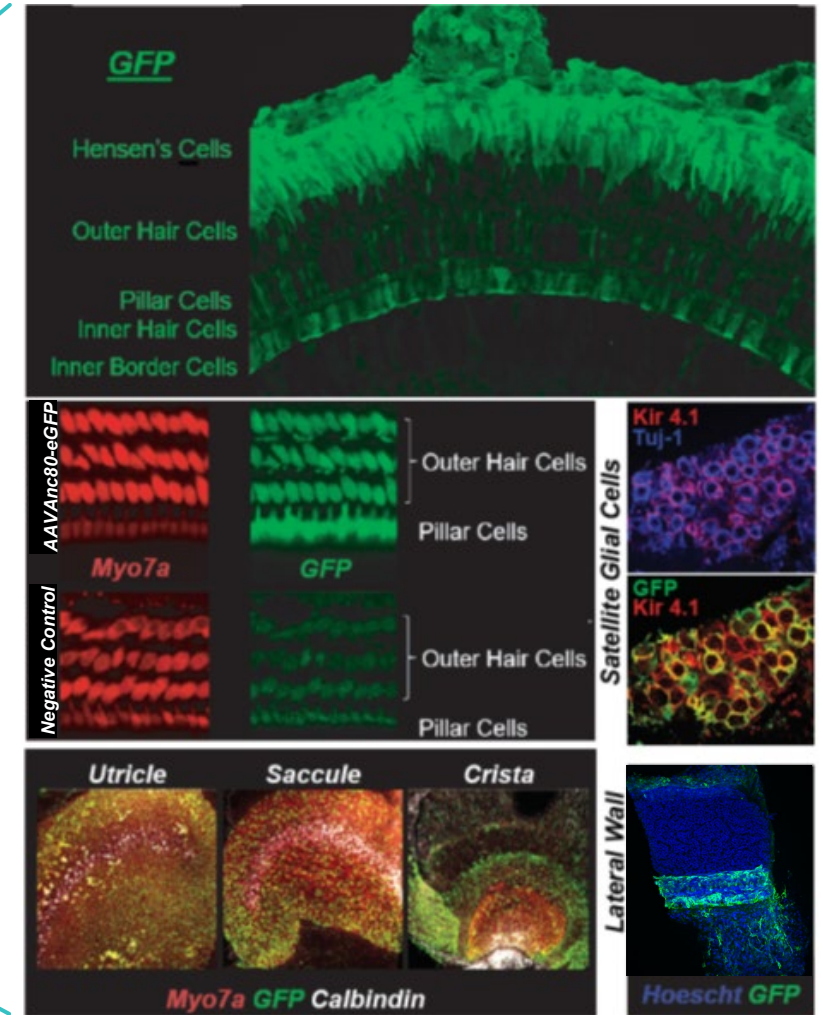 GFP
Hensen's Cells
Outer Hair Cells
Pillar Cells
Inner Hair Cells
Inner Border Cells
AAVAnc80-eGFP
Myo7a
GFP
Outer Hair Cells
Pillar Cells
Negative Control
Outer Hair Cells
Pillar Cells
Satellite Glial Cells
Kir 4.1
Tuj-1
GFP
Kir 4.1
Utricle
Saccule
Crista
Myo7a GFP Calbindin
Lateral Wall
Hoescht GFP